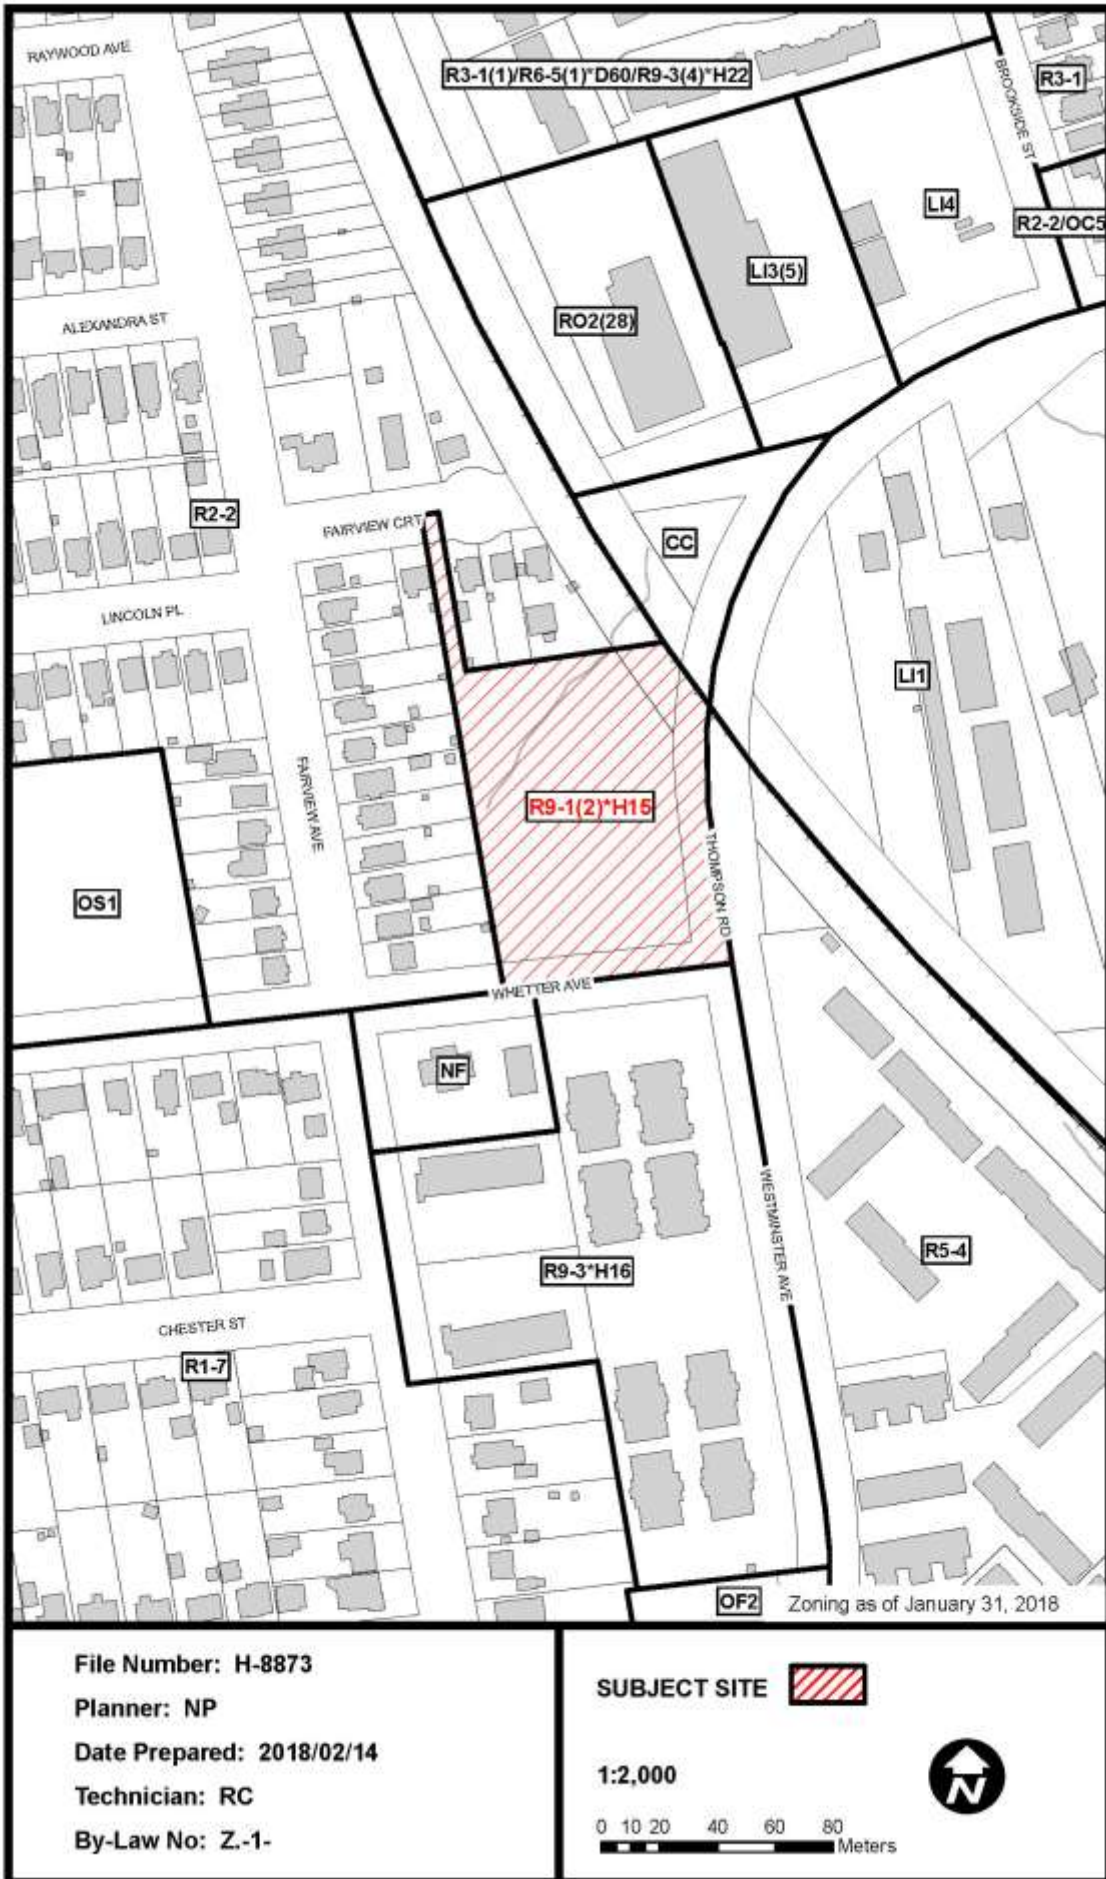 RAYWOOD AVE
R3-1(1)/R6-5(1)*D60/R9-3(4)*H22
BROOKSIDE ST
R3-1
LI4
R2-2/OC5
LI3(5)
RO2(28)
ALEXANDRA ST
R2-2
FAIRVIEW CRT
CC
LINCOLN PL
LI1
FAIRVIEW AVE
R9-1(2)*H15
THOMPSON RD
OS1
WHETTER AVE
NF
WESTMINSTER AVE
R5-4
R9-3*H16
CHESTER ST
R1-7
OF2
Zoning as of January 31, 2018
File Number: H-8873
Planner: NP
Date Prepared: 2018/02/14
Technician: RC
By-Law No: Z.-1-
SUBJECT SITE
1:2,000
N
0 10 20 40 60 80
Meters